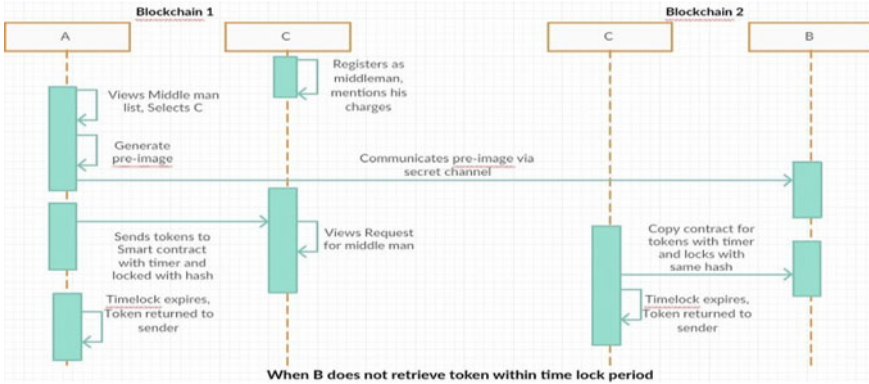 Blockchain 1
Blockchain 2
A
C
C
B
Registers as
middleman,
mentions his
charges
Views Middle man
list, Selects C
Generate
pre-image
Communicates pre-image via
secret channel
Sends tokens to
Smart contract
with timer and
locked with hash
Views Request
for middle man
Copy contract for
tokens with timer
and locks with
same hash
Timelock expires,
Token returned to
sender
Timelock expires,
Token returned to
sender
When B does not retrieve token within time lock period